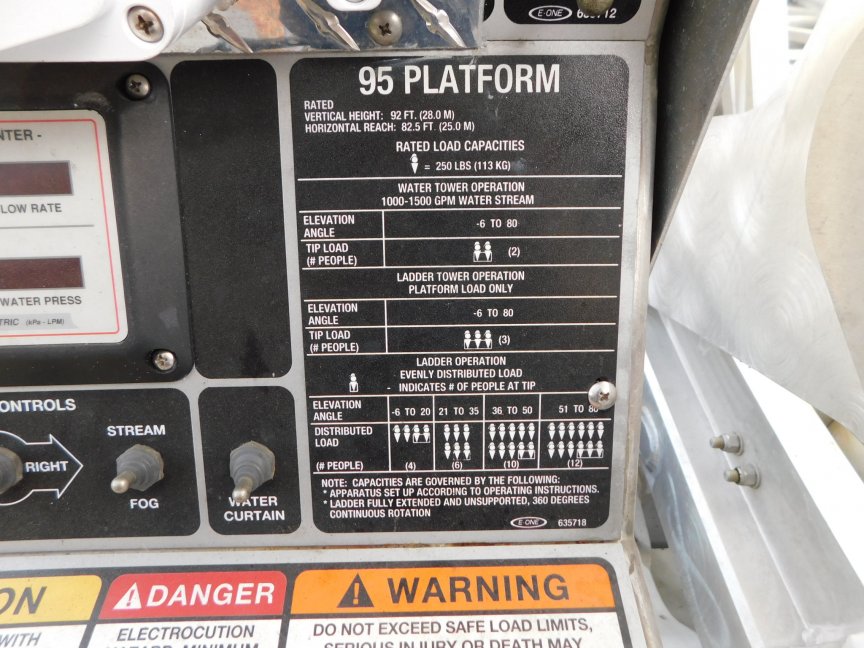 E-ONE
95 PLATFORM
RATED
VERTICAL HEIGHT: 92 FT. (28.0 M)
HORIZONTAL REACH: 82.5 FT. (25.0 M)
RATED LOAD CAPACITIES
= 250 LBS (113 KG)
WATER TOWER OPERATION
1000-1500 GPM WATER STREAM
ELEVATION
ANGLE
-6 TO 80
TIP LOAD
(# PEOPLE)
(2)
LADDER TOWER OPERATION
PLATFORM LOAD ONLY
ELEVATION
ANGLE
-6 TO 80
TIP LOAD
(# PEOPLE)
(3)
LADDER OPERATION
EVENLY DISTRIBUTED LOAD
- INDICATES # OF PEOPLE AT TIP
ELEVATION
ANGLE
-6 TO 20
21 TO 35
36 TO 50
51 TO 80
DISTRIBUTED
LOAD
(# PEOPLE)
(4)
(6)
(10)
(12)
NOTE: CAPACITIES ARE GOVERNED BY THE FOLLOWING:
* APPARATUS SET UP ACCORDING TO OPERATING INSTRUCTIONS.
* LADDER FULLY EXTENDED AND UNSUPPORTED, 360 DEGREES
CONTINUOUS ROTATION
E-ONE 635718
LOW RATE
WATER PRESS
(kPa - LPM)
CONTROLS
RIGHT
STREAM
FOG
WATER
CURTAIN
WITH
DANGER
ELECTROCUTION
WARNING
DO NOT EXCEED SAFE LOAD LIMITS,
SERIOUS INJURY OR DEATH MAY